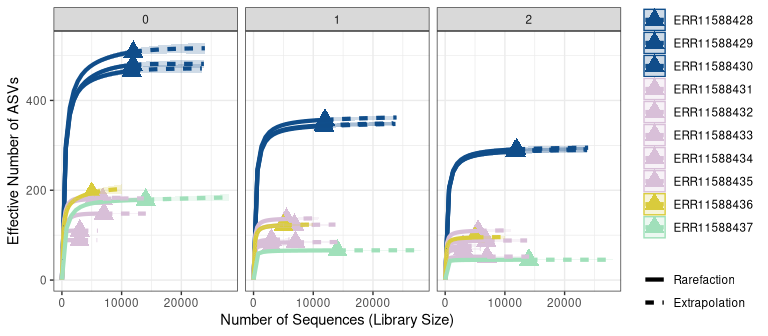 0 1 2
Effective Number of ASVs
400
200
0
0 10000 20000 0 10000 20000 0 10000 20000
Number of Sequences (Library Size)
ERR11588428
ERR11588429
ERR11588430
ERR11588431
ERR11588432
ERR11588433
ERR11588434
ERR11588435
ERR11588436
ERR11588437
Rarefaction
Extrapolation